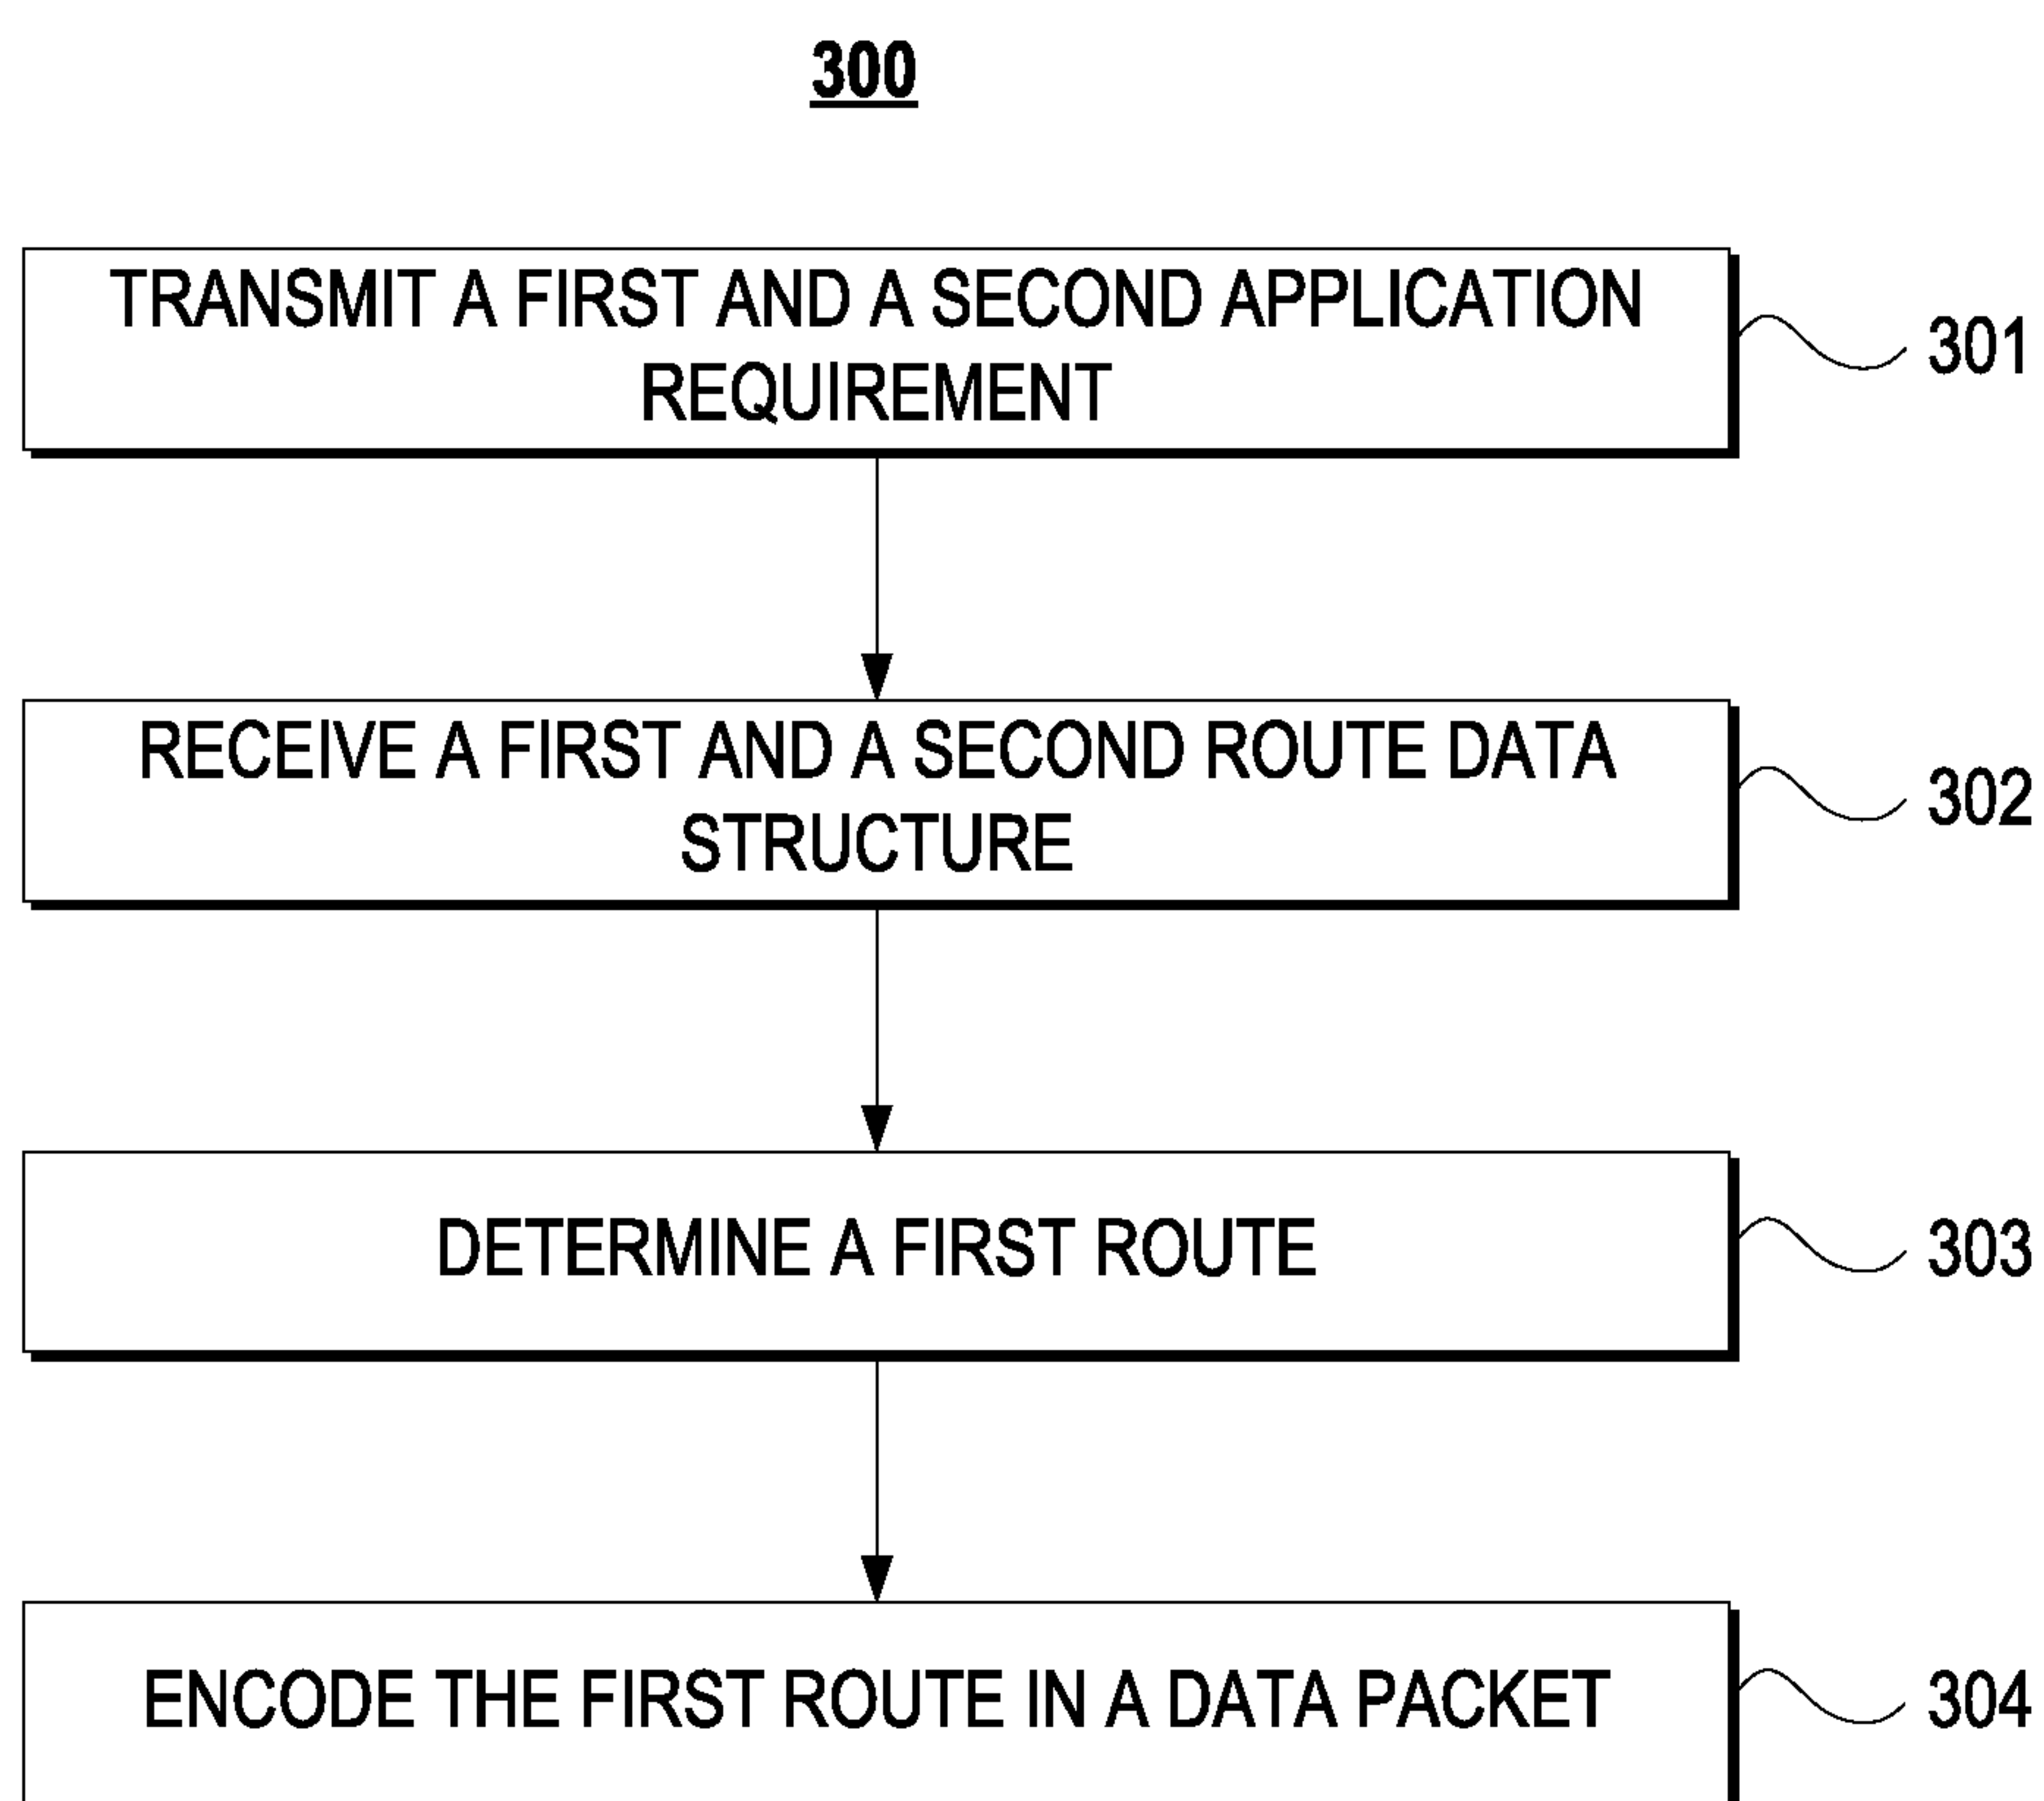 300
TRANSMIT A FIRST AND A SECOND APPLICATION
REQUIREMENT
301
RECEIVE A FIRST AND A SECOND ROUTE DATA
STRUCTURE
302
DETERMINE A FIRST ROUTE
303
ENCODE THE FIRST ROUTE IN A DATA PACKET
304